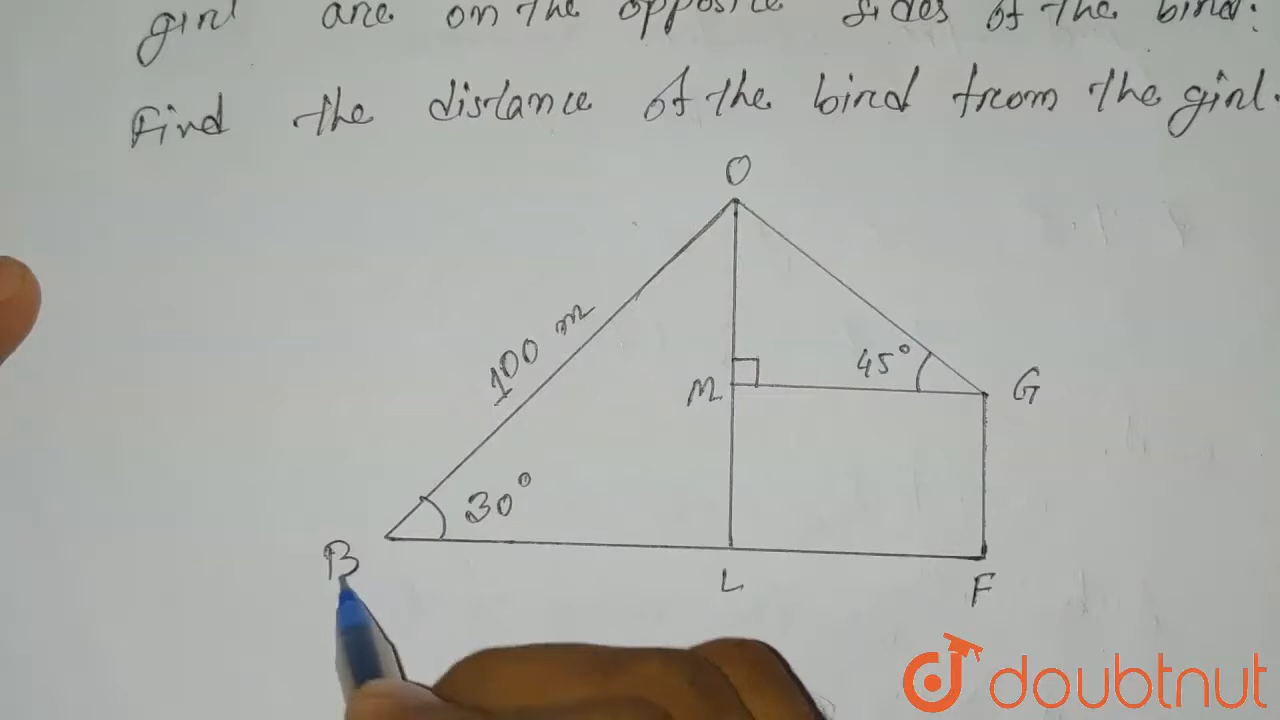 girl are on the opposite sides of the bird.
Find the distance of the bird from the girl.
O
100 m
45°
M
G
30°
B
L
F
doubtnut